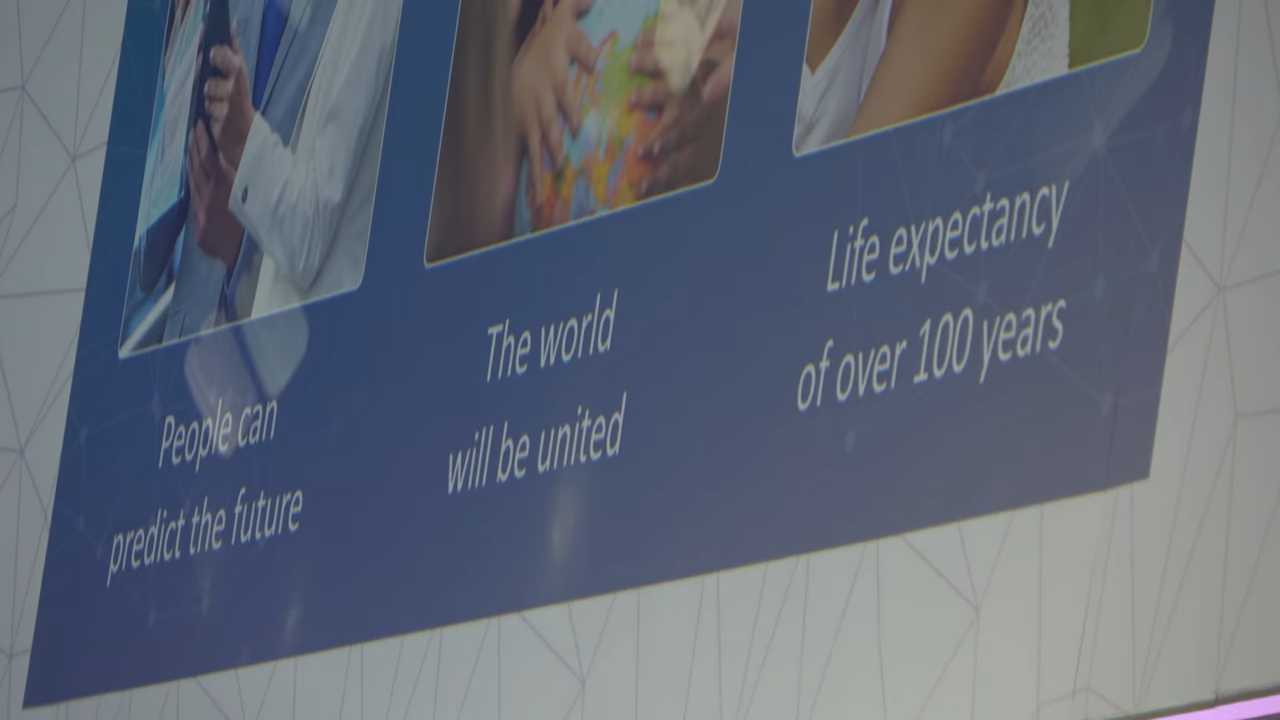 People can
predict the future
The world
will be united
Life expectancy
of over 100 years